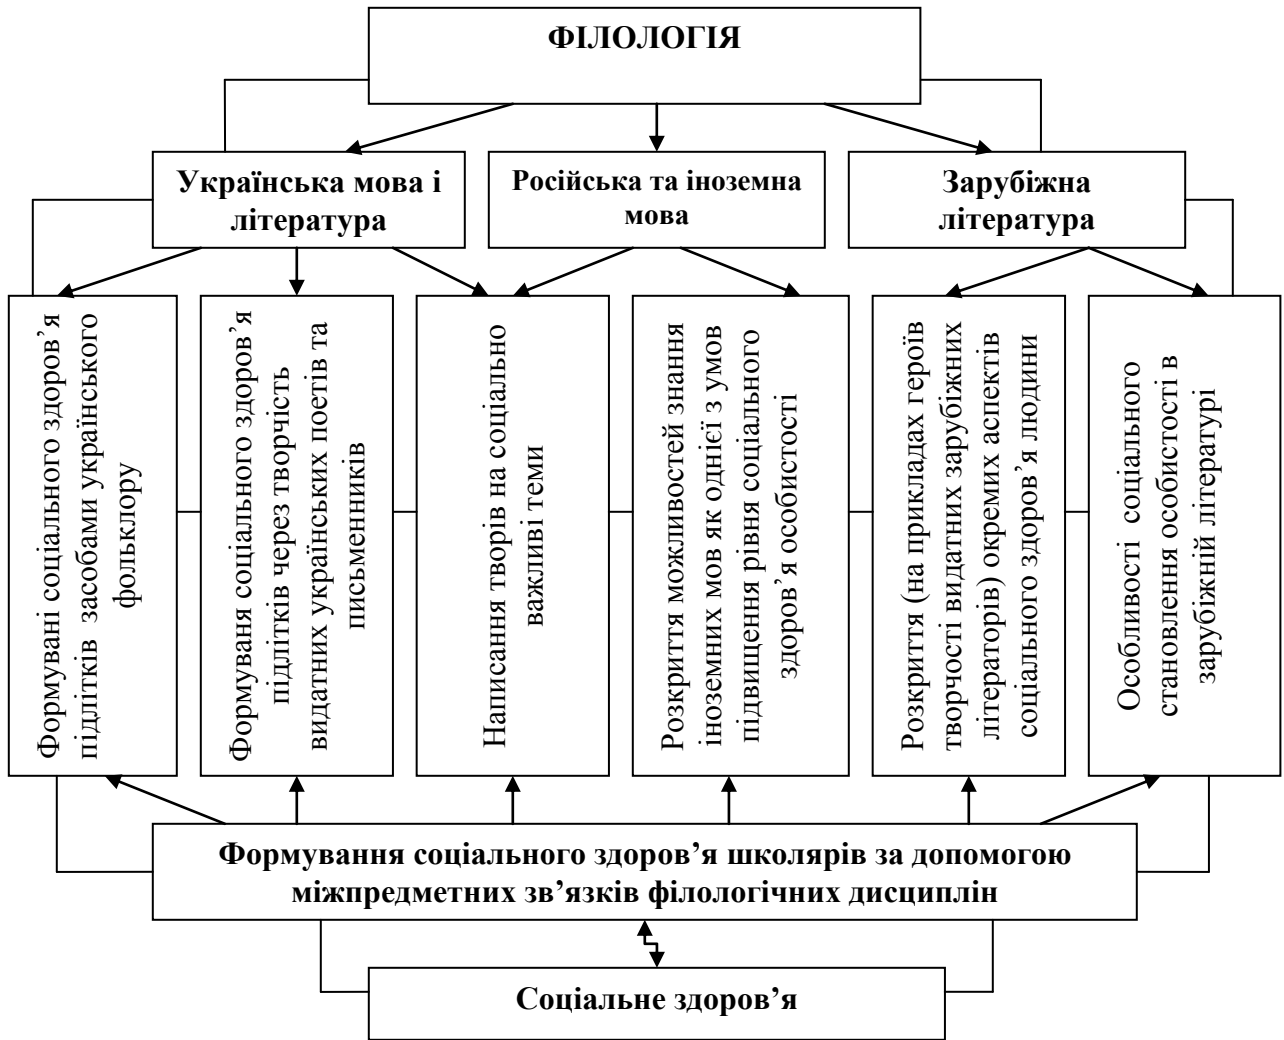 ФІЛОЛОГІЯ
Українська мова і
література
Російська та іноземна
мова
Зарубіжна
література
Формувані соціального здоров’я
підлітків засобами українського
фольклору
Формуваня соціального здоров’я
підлітків через творчість
видатних українських поетів та
письменників
Написання творів на соціально
важливі теми
Розкриття можливостей знання
іноземних мов як однієї з умов
підвищення рівня соціального
здоров’я особистості
Розкриття (на прикладах героїв
творчості видатних зарубіжних
літераторів) окремих аспектів
соціального здоров’я людини
Особливості соціального
становлення особистості в
зарубіжній літературі
Формування соціального здоров’я школярів за допомогою
міжпредметних зв’язків філологічних дисциплін
Соціальне здоров’я